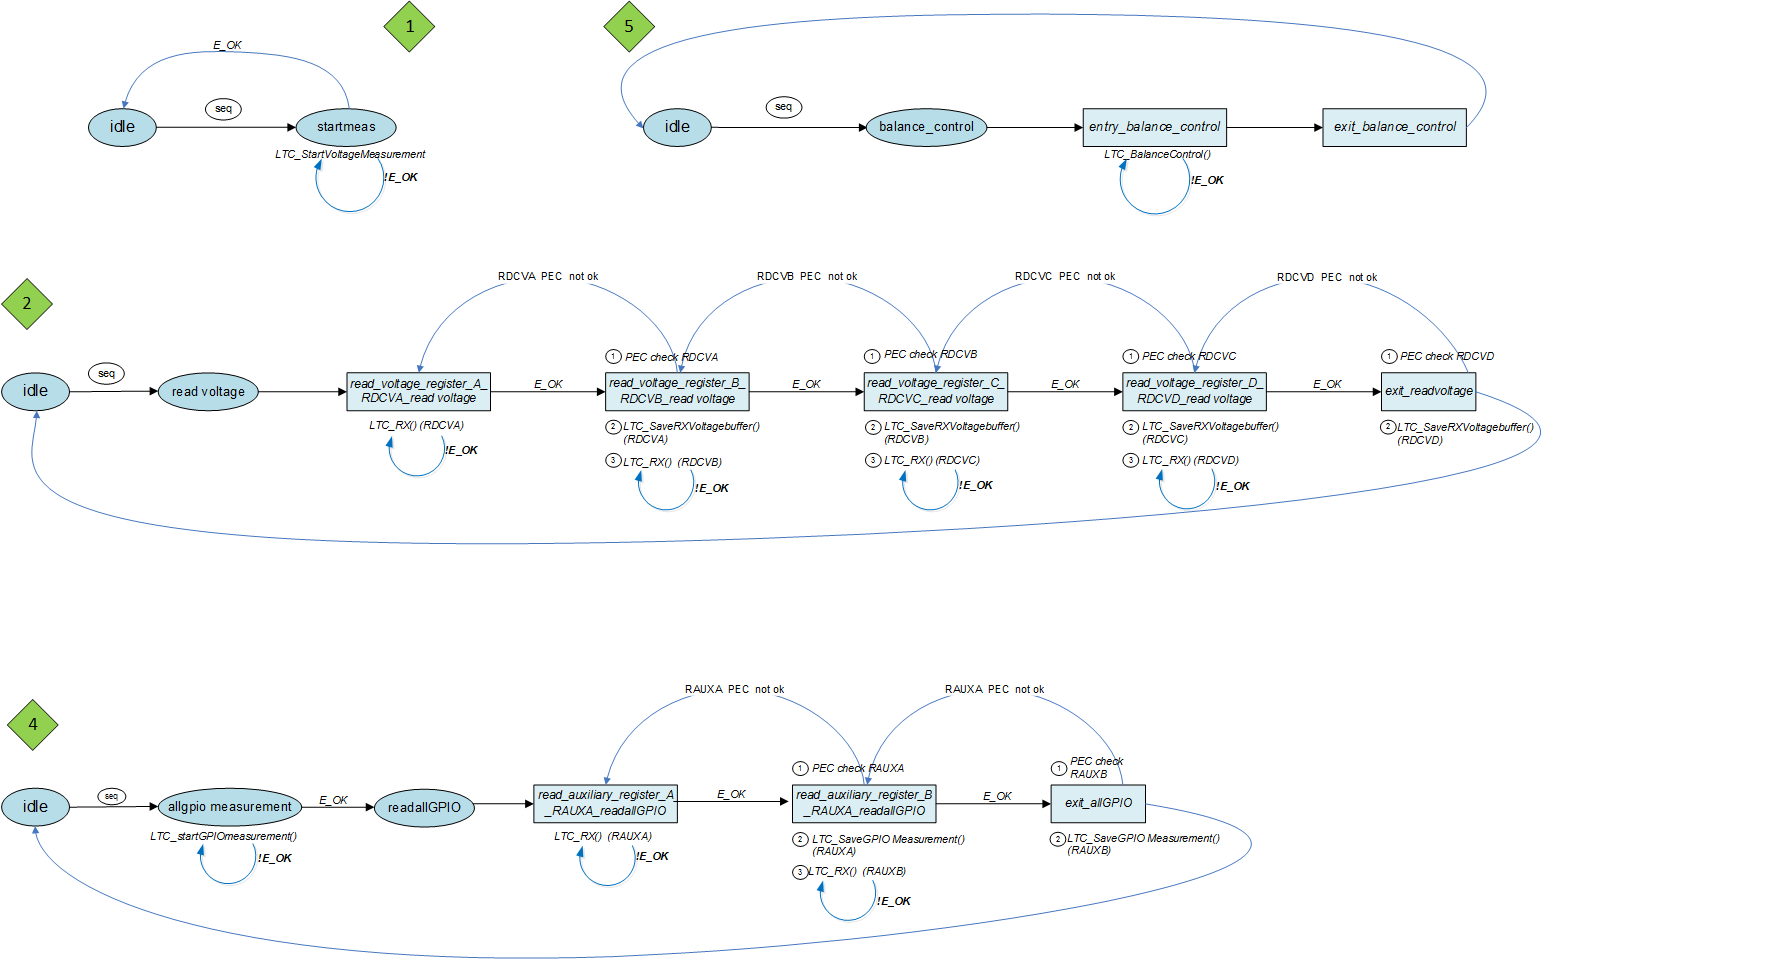 1
E_OK
idle
seq
startmeas
LTC_StartVoltageMeasurement
!E_OK
5
idle
seq
balance_control
entry_balance_control
exit_balance_control
LTC_BalanceControl()
!E_OK
2
RDCVA PEC not ok
RDCVB PEC not ok
RDCVC PEC not ok
RDCVD PEC not ok
idle
seq
read voltage
read_voltage_register_A_
RDCVA_read voltage
LTC_RX() (RDCVA)
!E_OK
E_OK
1 PEC check RDCVA
read_voltage_register_B_
RDCVB_read voltage
2 LTC_SaveRXVoltagebuffer()
(RDCVA)
3 LTC_RX() (RDCVB)
!E_OK
E_OK
1 PEC check RDCVB
read_voltage_register_C_
RDCVC_read voltage
2 LTC_SaveRXVoltagebuffer()
(RDCVB)
3 LTC_RX() (RDCVC)
!E_OK
E_OK
1 PEC check RDCVC
read_voltage_register_D_
RDCVD_read voltage
2 LTC_SaveRXVoltagebuffer()
(RDCVC)
3 LTC_RX() (RDCVD)
!E_OK
E_OK
1 PEC check RDCVD
exit_readvoltage
2 LTC_SaveRXVoltagebuffer()
(RDCVD)
4
RAUXA PEC not ok
RAUXA PEC not ok
idle
seq
allgpio measurement
LTC_startGPIOmeasurement()
!E_OK
E_OK
readallGPIO
read_auxiliary_register_A
_RAUXA_readallGPIO
LTC_RX() (RAUXA)
!E_OK
E_OK
1 PEC check RAUXA
read_auxiliary_register_B
_RAUXA_readallGPIO
2 LTC_SaveGPIO Measurement()
(RAUXA)
3 LTC_RX() (RAUXB)
!E_OK
E_OK
1 PEC check
RAUXB
exit_allGPIO
2 LTC_SaveGPIO Measurement()
(RAUXB)